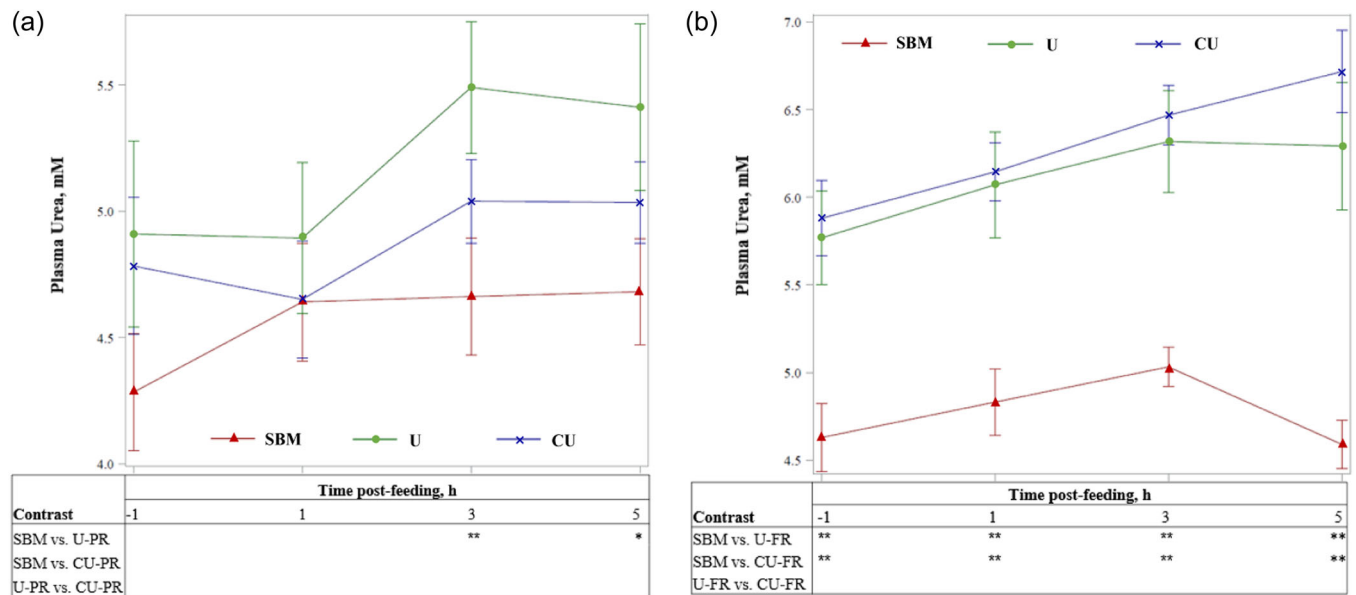 (a)
Plasma Urea, mM
5.5
5.0
4.5
4.0
SBM U CU
Time post-feeding, h
Contrast -1 1 3 5
SBM vs. U-PR ** *
SBM vs. CU-PR
U-PR vs. CU-PR
(b)
Plasma Urea, mM
7.0
6.5
6.0
5.5
5.0
4.5
SBM U CU
Time post-feeding, h
Contrast -1 1 3 5
SBM vs. U-FR ** ** ** **
SBM vs. CU-FR ** ** ** **
U-FR vs. CU-FR